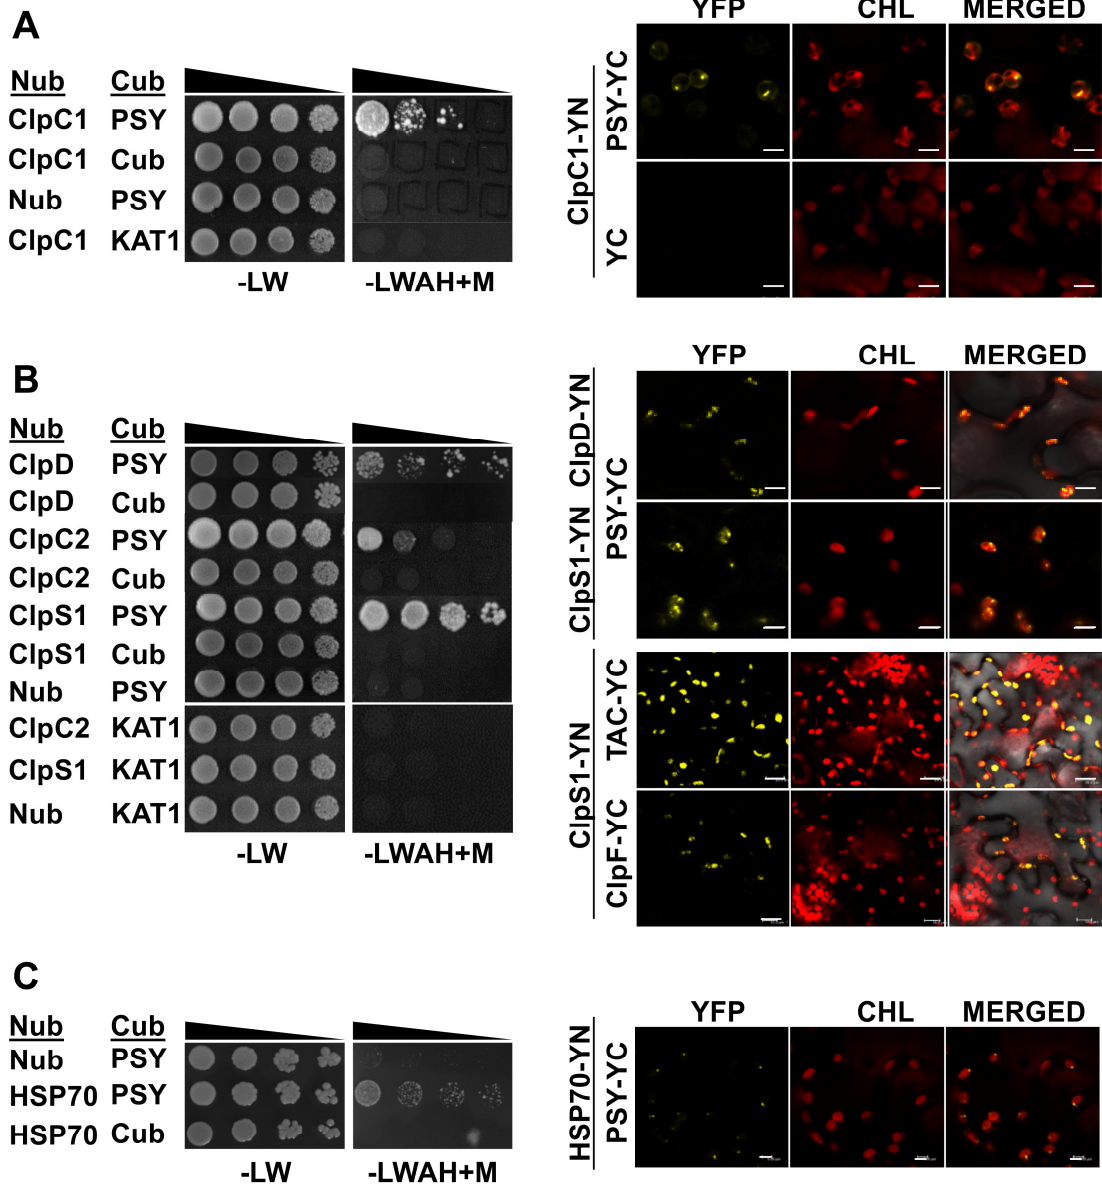 A
Nub Cub
ClpC1 PSY
ClpC1 Cub
Nub PSY
ClpC1 KAT1
-LW -LWAH+M
YFP CHL MERGED
ClpC1-YN
PSY-YC
YC
B
Nub Cub
ClpD PSY
ClpD Cub
ClpC2 PSY
ClpC2 Cub
ClpS1 PSY
ClpS1 Cub
Nub PSY
ClpC2 KAT1
ClpS1 KAT1
Nub KAT1
-LW -LWAH+M
YFP CHL MERGED
ClpD-YN
ClpS1-YN
PSY-YC
ClpS1-YN
TAC-YC
ClpF-YC
C
Nub Cub
Nub PSY
HSP70 PSY
HSP70 Cub
-LW -LWAH+M
YFP CHL MERGED
HSP70-YN
PSY-YC